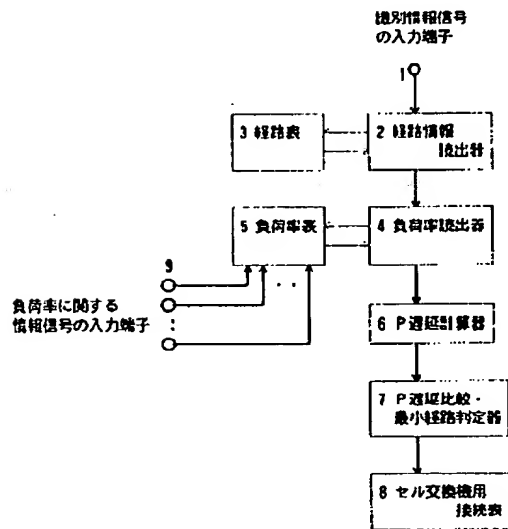 識別情報信号
の入力端子
1
3 経路表
2 経路情報
読出器
5 負荷率表
4 負荷率読出器
9
負荷率に関する
情報信号の入力端子
6 P遅延計算器
7 P遅延比較・
最小経路判定器
8 セル交換機用
接続表